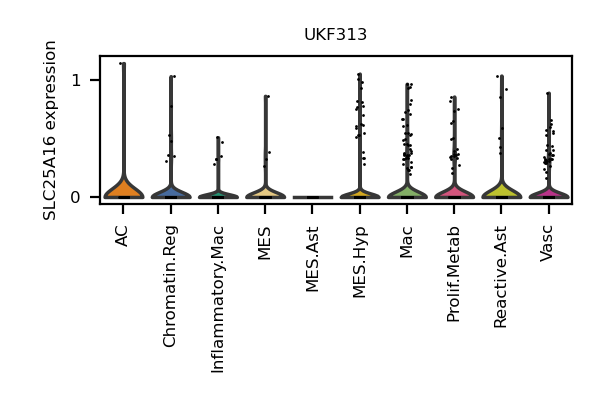 UKF313
SLC25A16 expression
1
0
AC
Chromatin.Reg
Inflammatory.Mac
MES
MES.Ast
MES.Hyp
Mac
Prolif.Metab
Reactive.Ast
Vasc